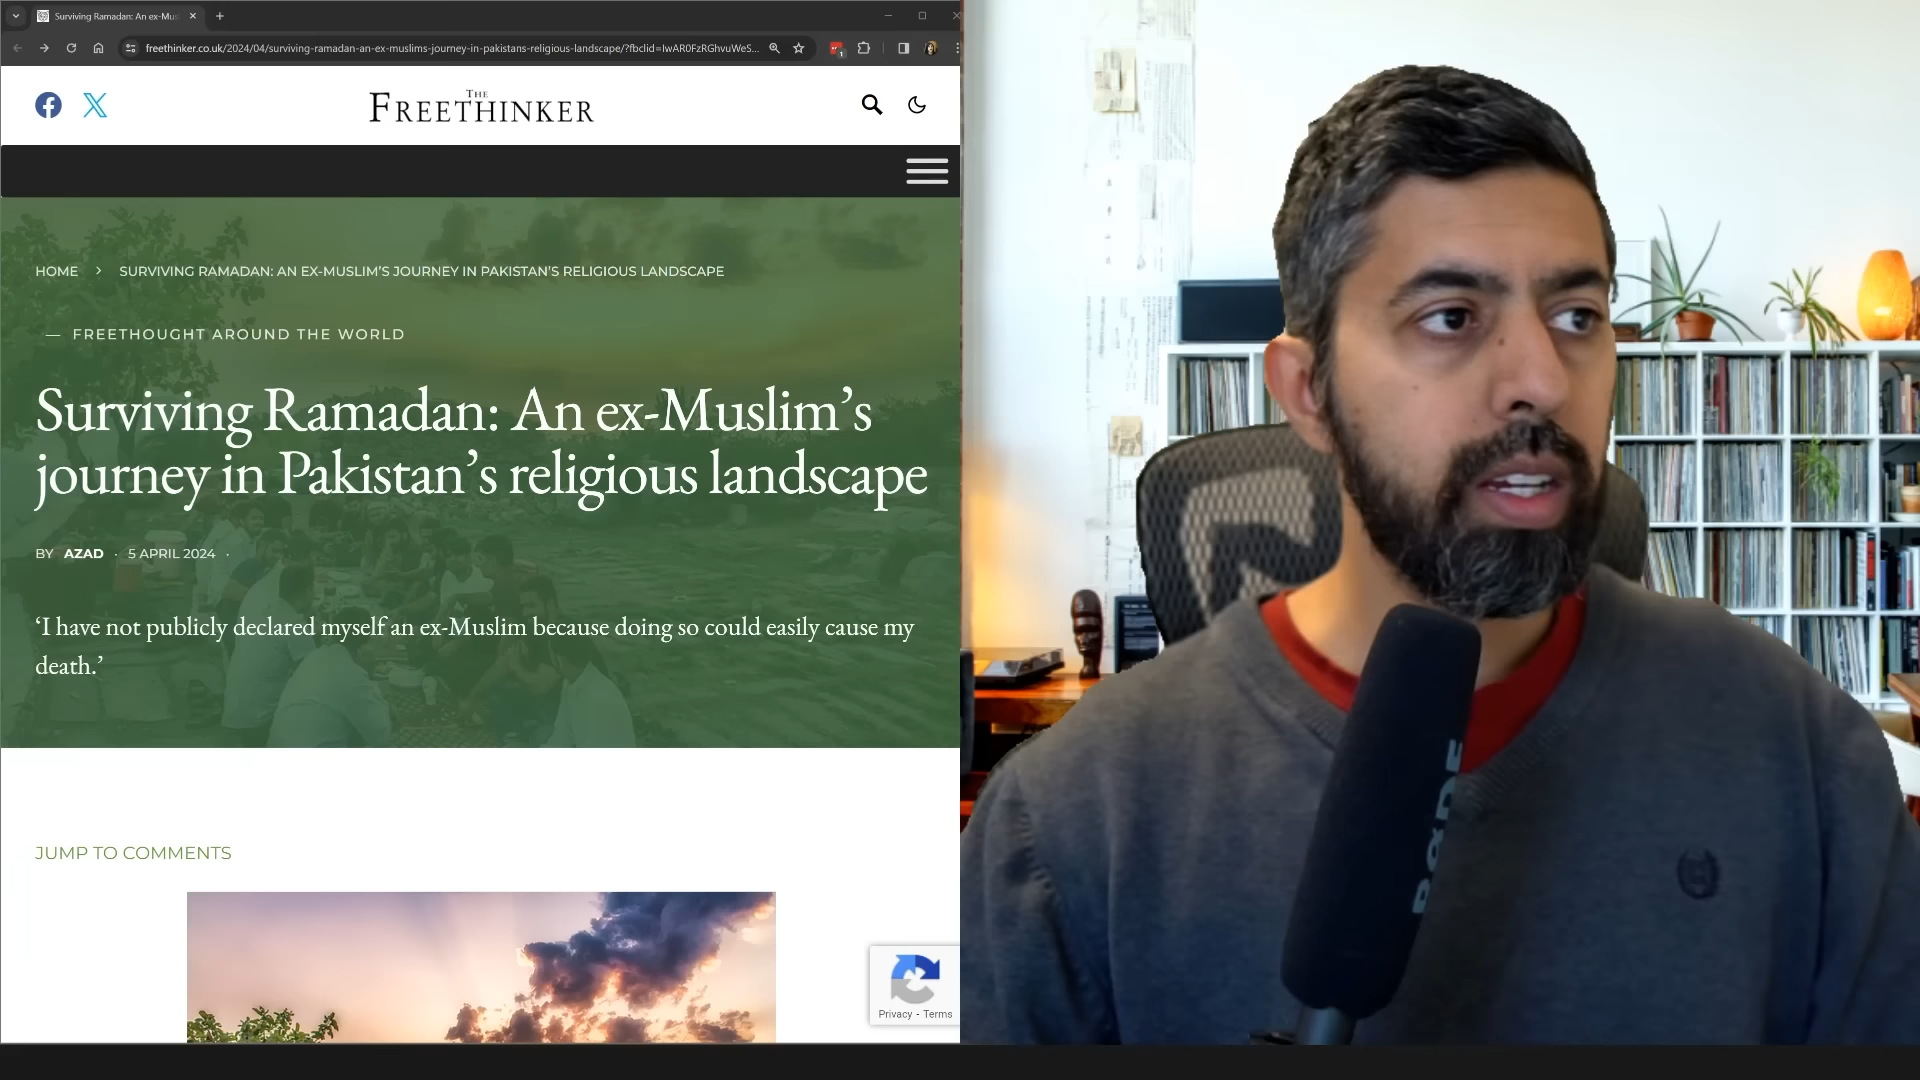 Surviving Ramadan: An ex-Mus
freethinker.co.uk/2024/04/surviving-ramadan-an-ex-muslims-journey-in-pakistans-religious-landscape/?fbclid=IwAR0FzRGhvuWeS...
1
THE
FREETHINKER
HOME > SURVIVING RAMADAN: AN EX-MUSLIM’S JOURNEY IN PAKISTAN’S RELIGIOUS LANDSCAPE
— FREETHOUGHT AROUND THE WORLD
Surviving Ramadan: An ex-Muslim’s
journey in Pakistan’s religious landscape
BY AZAD · 5 APRIL 2024 ·
‘I have not publicly declared myself an ex-Muslim because doing so could easily cause my
death.’
JUMP TO COMMENTS
Privacy - Terms
RØDE